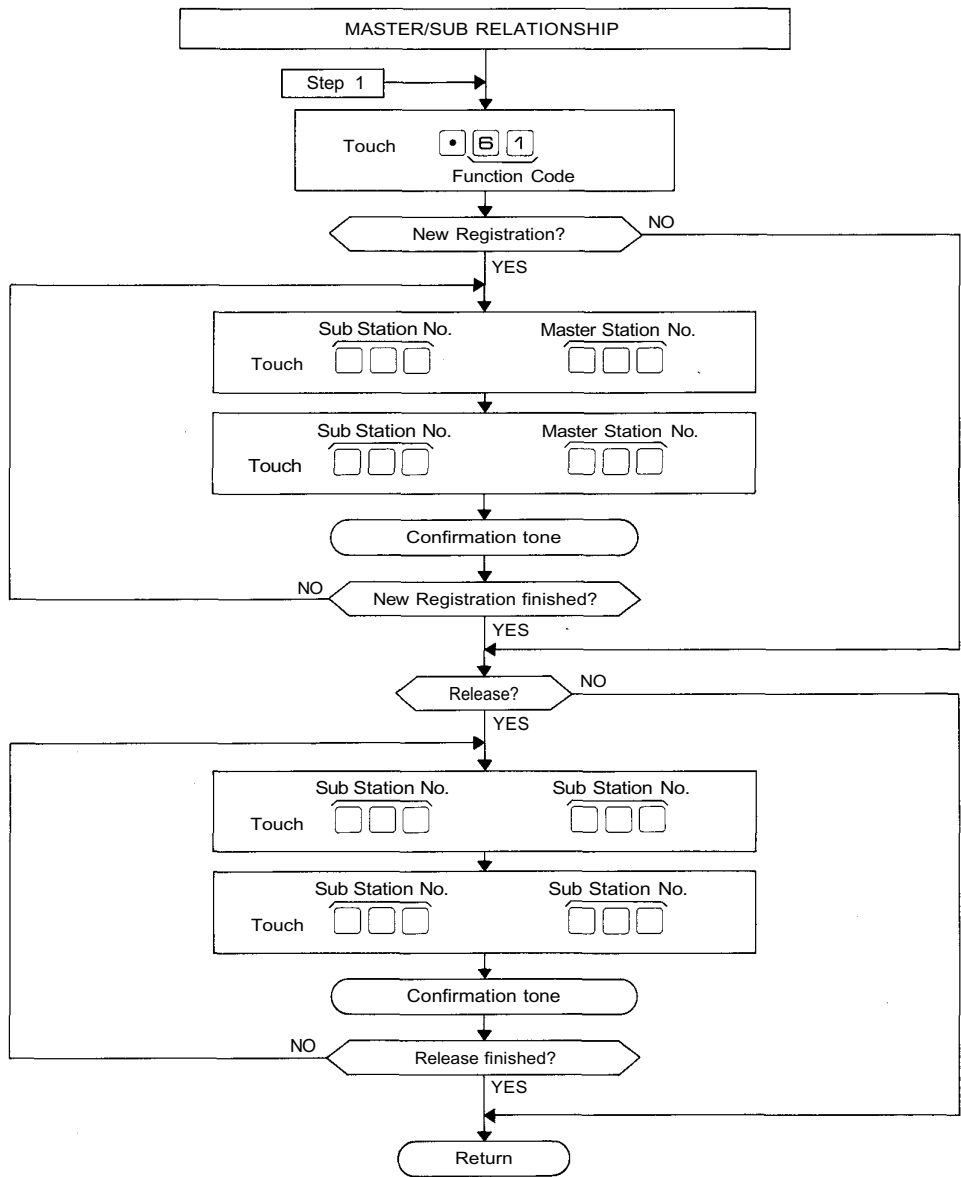 MASTER/SUB RELATIONSHIP
Step 1
Touch • 6 1
Function Code
New Registration?
NO
YES
Sub Station No. Master Station No.
Touch
Sub Station No. Master Station No.
Touch
Confirmation tone
NO
New Registration finished?
YES
Release?
NO
YES
Sub Station No. Sub Station No.
Touch
Sub Station No. Sub Station No.
Touch
Confirmation tone
NO
Release finished?
YES
Return